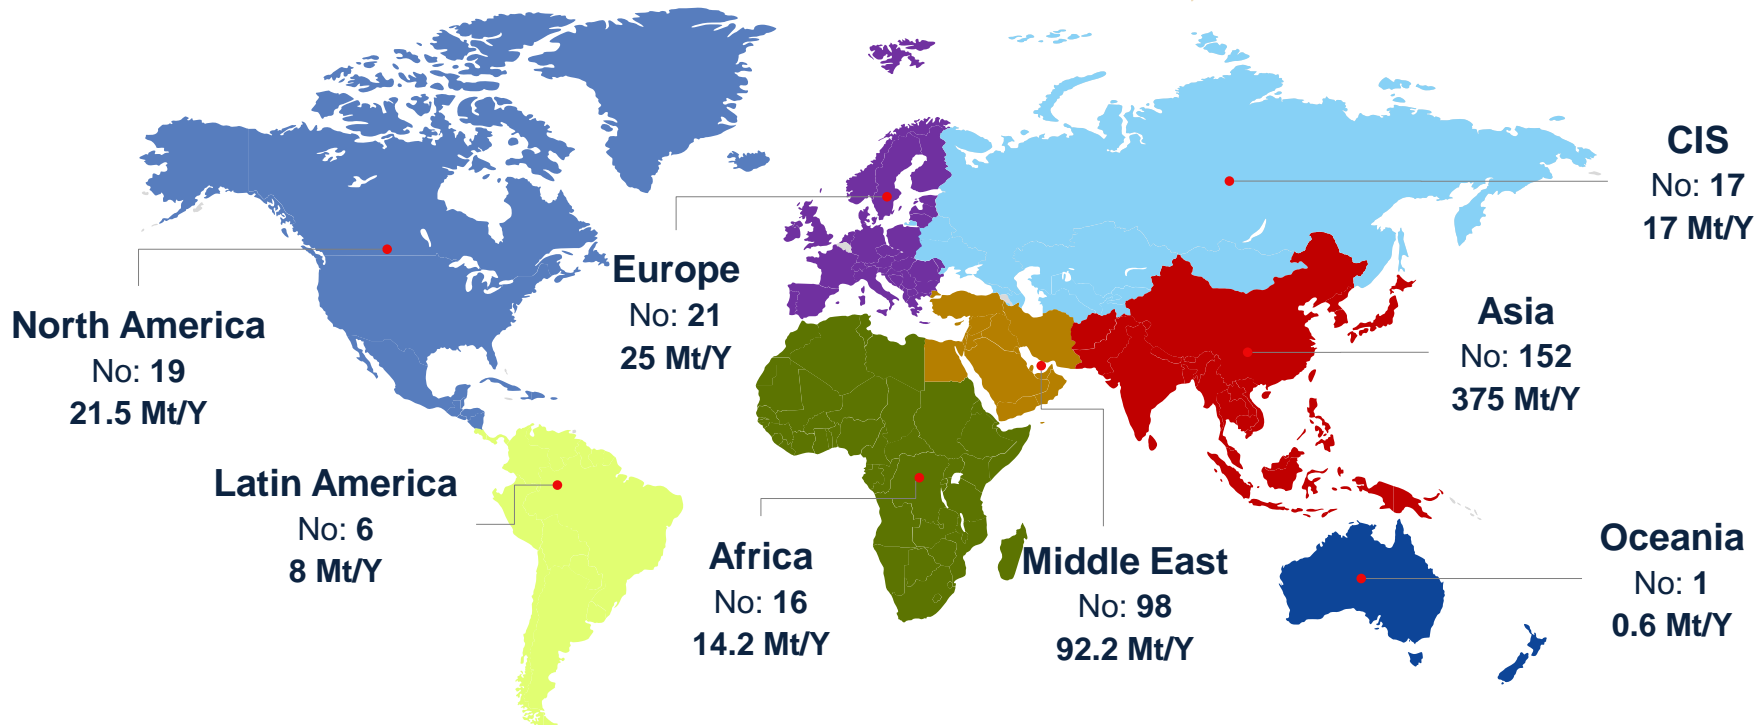 CIS
No: 17
17 Mt/Y
Europe
No: 21
25 Mt/Y
North America
No: 19
21.5 Mt/Y
Asia
No: 152
375 Mt/Y
Latin America
No: 6
8 Mt/Y
Africa
No: 16
14.2 Mt/Y
Middle East
No: 98
92.2 Mt/Y
Oceania
No: 1
0.6 Mt/Y